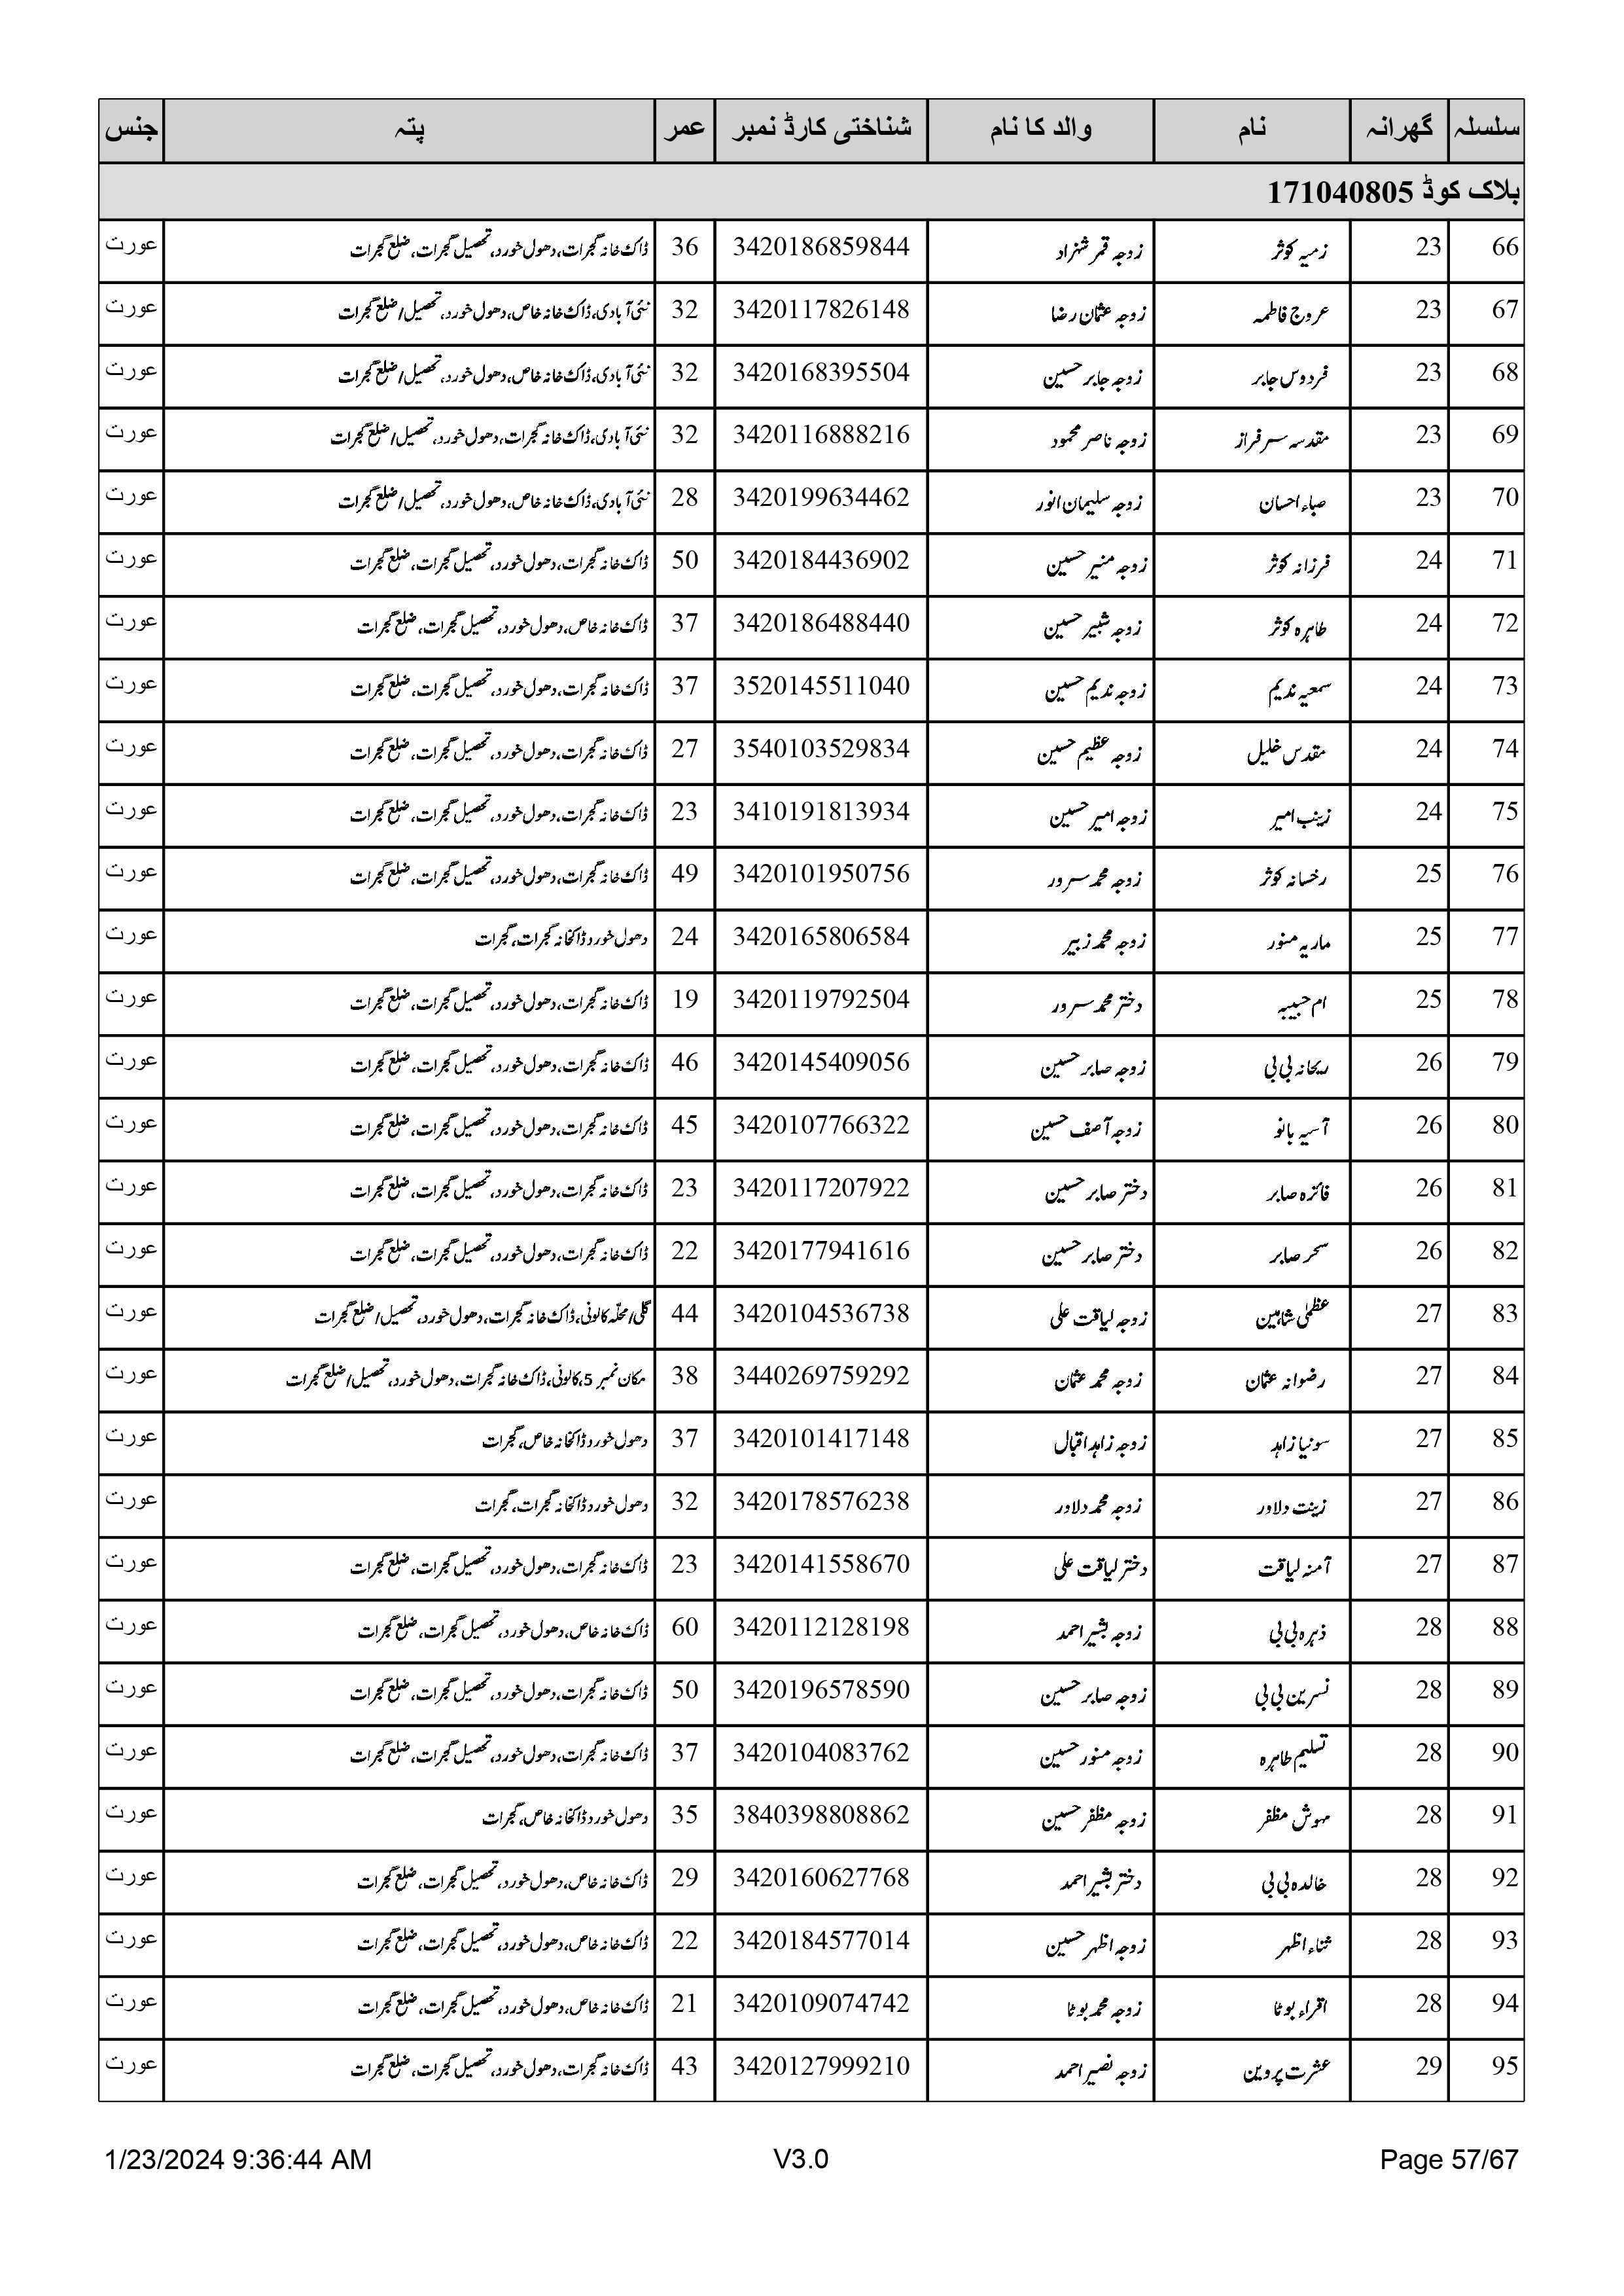 سلسلہ گھرانہ نام والد کا نام شناختی کارڈ نمبر عمر پتہ جنس
بلاک کوڈ 171040805
66 23 زمیہ کوثر زوجہ قمر شہزاد 3420186859844 36 ڈاک خانہ گجرات، دھول خورد، تحصیل گجرات، ضلع گجرات عورت
67 23 عروج فاطمہ زوجہ عثمان رضا 3420117826148 32 نئی آبادی، ڈاک خانہ خاص، دھول خورد، تحصیل / ضلع گجرات عورت
68 23 فردوس جابر زوجہ جابر حسین 3420168395504 32 نئی آبادی، ڈاک خانہ خاص، دھول خورد، تحصیل / ضلع گجرات عورت
69 23 مقدسہ سرفراز زوجہ ناصر محمود 3420116888216 32 نئی آبادی، ڈاک خانہ گجرات، دھول خورد، تحصیل / ضلع گجرات عورت
70 23 صباء احسان زوجہ سلیمان انور 3420199634462 28 نئی آبادی، ڈاک خانہ خاص، دھول خورد، تحصیل / ضلع گجرات عورت
71 24 فرزانہ کوثر زوجہ منیر حسین 3420184436902 50 ڈاک خانہ گجرات، دھول خورد، تحصیل گجرات، ضلع گجرات عورت
72 24 طاہرہ کوثر زوجہ شبیر حسین 3420186488440 37 ڈاک خانہ خاص، دھول خورد، تحصیل گجرات، ضلع گجرات عورت
73 24 سمعیہ ندیم زوجہ ندیم حسین 3520145511040 37 ڈاک خانہ گجرات، دھول خورد، تحصیل گجرات، ضلع گجرات عورت
74 24 مقدس خلیل زوجہ عظیم حسین 3540103529834 27 ڈاک خانہ گجرات، دھول خورد، تحصیل گجرات، ضلع گجرات عورت
75 24 زینب امیر زوجہ امیر حسین 3410191813934 23 ڈاک خانہ گجرات، دھول خورد، تحصیل گجرات، ضلع گجرات عورت
76 25 رخسانہ کوثر زوجہ محمد سرور 3420101950756 49 ڈاک خانہ گجرات، دھول خورد، تحصیل گجرات، ضلع گجرات عورت
77 25 ماریہ منور زوجہ محمد زبیر 3420165806584 24 دھول خورد ڈاکخانہ گجرات، گجرات عورت
78 25 ام حبیبہ دختر محمد سرور 3420119792504 19 ڈاک خانہ گجرات، دھول خورد، تحصیل گجرات، ضلع گجرات عورت
79 26 ریحانہ بی بی زوجہ صابر حسین 3420145409056 46 ڈاک خانہ گجرات، دھول خورد، تحصیل گجرات، ضلع گجرات عورت
80 26 آسیہ بانو زوجہ آصف حسین 3420107766322 45 ڈاک خانہ گجرات، دھول خورد، تحصیل گجرات، ضلع گجرات عورت
81 26 فائزہ صابر دختر صابر حسین 3420117207922 23 ڈاک خانہ گجرات، دھول خورد، تحصیل گجرات، ضلع گجرات عورت
82 26 سحر صابر دختر صابر حسین 3420177941616 22 ڈاک خانہ گجرات، دھول خورد، تحصیل گجرات، ضلع گجرات عورت
83 27 عظمیٰ شاہین زوجہ لیاقت علی 3420104536738 44 گلی / محلہ کالونی، ڈاک خانہ گجرات، دھول خورد، تحصیل / ضلع گجرات عورت
84 27 رضوانہ عثمان زوجہ محمد عثمان 3440269759292 38 مکان نمبر 5، کالونی، ڈاک خانہ گجرات، دھول خورد، تحصیل / ضلع گجرات عورت
85 27 سونیا زاہد زوجہ زاہد اقبال 3420101417148 37 دھول خورد ڈاکخانہ خاص، گجرات عورت
86 27 زینت دلاور زوجہ محمد دلاور 3420178576238 32 دھول خورد ڈاکخانہ گجرات، گجرات عورت
87 27 آمنہ لیاقت دختر لیاقت علی 3420141558670 23 ڈاک خانہ گجرات، دھول خورد، تحصیل گجرات، ضلع گجرات عورت
88 28 ذہرہ بی بی زوجہ بشیر احمد 3420112128198 60 ڈاک خانہ خاص، دھول خورد، تحصیل گجرات، ضلع گجرات عورت
89 28 نسرین بی بی زوجہ صابر حسین 3420196578590 50 ڈاک خانہ گجرات، دھول خورد، تحصیل گجرات، ضلع گجرات عورت
90 28 تسلیم طاہرہ زوجہ منور حسین 3420104083762 37 ڈاک خانہ گجرات، دھول خورد، تحصیل گجرات، ضلع گجرات عورت
91 28 مہوش مظفر زوجہ مظفر حسین 3840398808862 35 دھول خورد ڈاکخانہ خاص، گجرات عورت
92 28 خالدہ بی بی دختر بشیر احمد 3420160627768 29 ڈاک خانہ خاص، دھول خورد، تحصیل گجرات، ضلع گجرات عورت
93 28 ثناء اظہر زوجہ اظہر حسین 3420184577014 22 ڈاک خانہ خاص، دھول خورد، تحصیل گجرات، ضلع گجرات عورت
94 28 اقراء بوٹا زوجہ محمد بوٹا 3420109074742 21 ڈاک خانہ خاص، دھول خورد، تحصیل گجرات، ضلع گجرات عورت
95 29 عشرت پروین زوجہ نصیر احمد 3420127999210 43 ڈاک خانہ گجرات، دھول خورد، تحصیل گجرات، ضلع گجرات عورت
1/23/2024 9:36:44 AM V3.0 Page 57/67